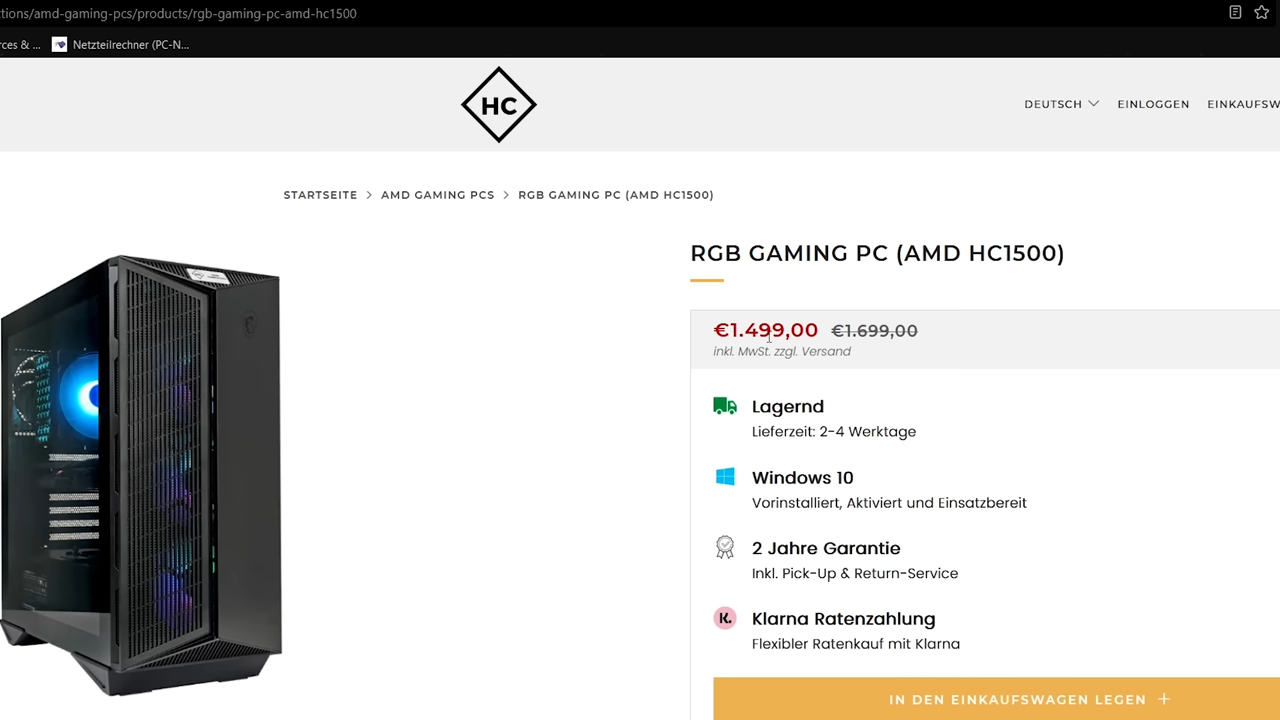 tions/amd-gaming-pcs/products/rgb-gaming-pc-amd-hc1500
rces & ... Netzteilrechner (PC-N...
HC
DEUTSCH EINLOGGEN EINKAUFSW
STARTSEITE > AMD GAMING PCS > RGB GAMING PC (AMD HC1500)
RGB GAMING PC (AMD HC1500)
€1.499,00 €1.699,00
inkl. MwSt. zzgl. Versand
Lagernd
Lieferzeit: 2-4 Werktage
Windows 10
Vorinstalliert, Aktiviert und Einsatzbereit
2 Jahre Garantie
Inkl. Pick-Up & Return-Service
K. Klarna Ratenzahlung
Flexibler Ratenkauf mit Klarna
IN DEN EINKAUFSWAGEN LEGEN +